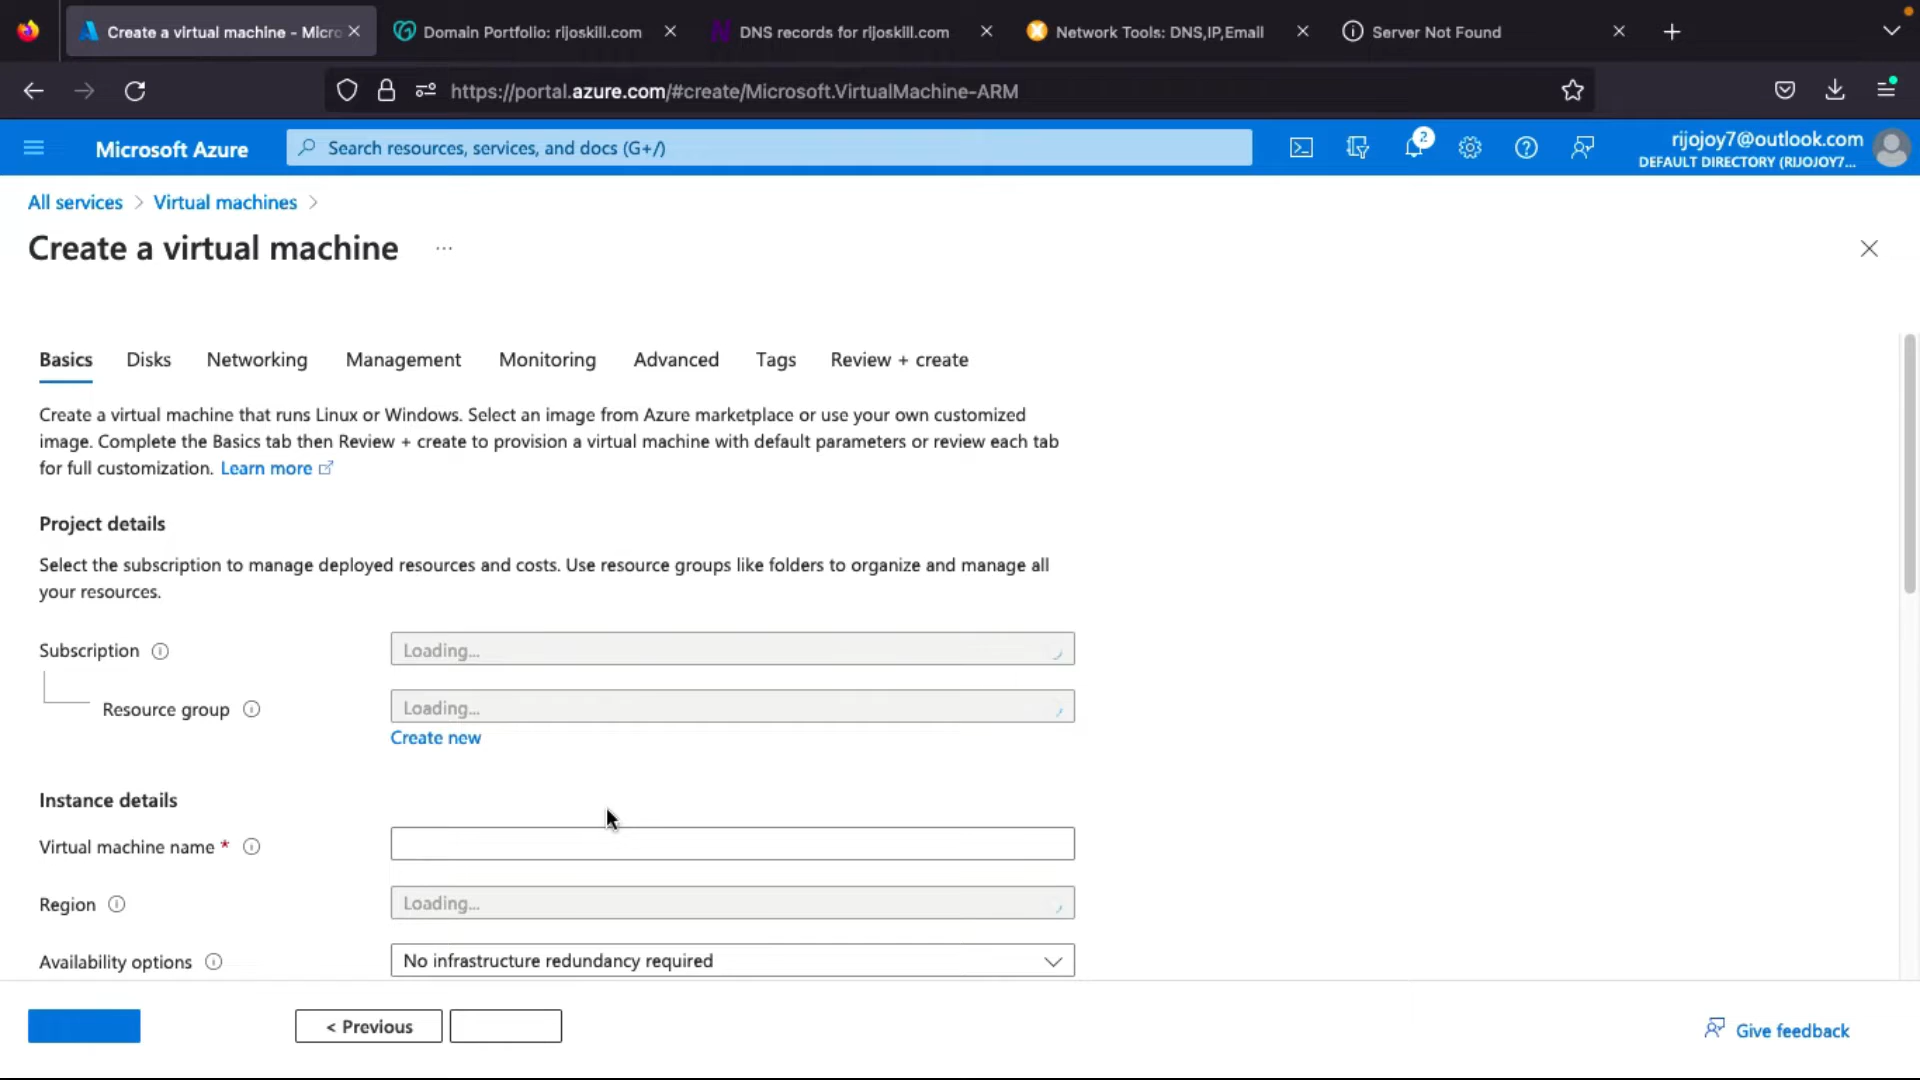 Create a virtual machine - Micro
Domain Portfolio: rijoskill.com
DNS records for rijoskill.com
Network Tools: DNS,IP,Email
Server Not Found
https://portal.azure.com/#create/Microsoft.VirtualMachine-ARM
Microsoft Azure
Search resources, services, and docs (G+/)
2
rijojoy7@outlook.com
DEFAULT DIRECTORY (RIJOJOY7...
All services > Virtual machines >
Create a virtual machine ...
Basics Disks Networking Management Monitoring Advanced Tags Review + create
Create a virtual machine that runs Linux or Windows. Select an image from Azure marketplace or use your own customized
image. Complete the Basics tab then Review + create to provision a virtual machine with default parameters or review each tab
for full customization. Learn more
Project details
Select the subscription to manage deployed resources and costs. Use resource groups like folders to organize and manage all
your resources.
Subscription Loading...
Resource group Loading...
Create new
Instance details
Virtual machine name *
Region Loading...
Availability options No infrastructure redundancy required
< Previous
Give feedback